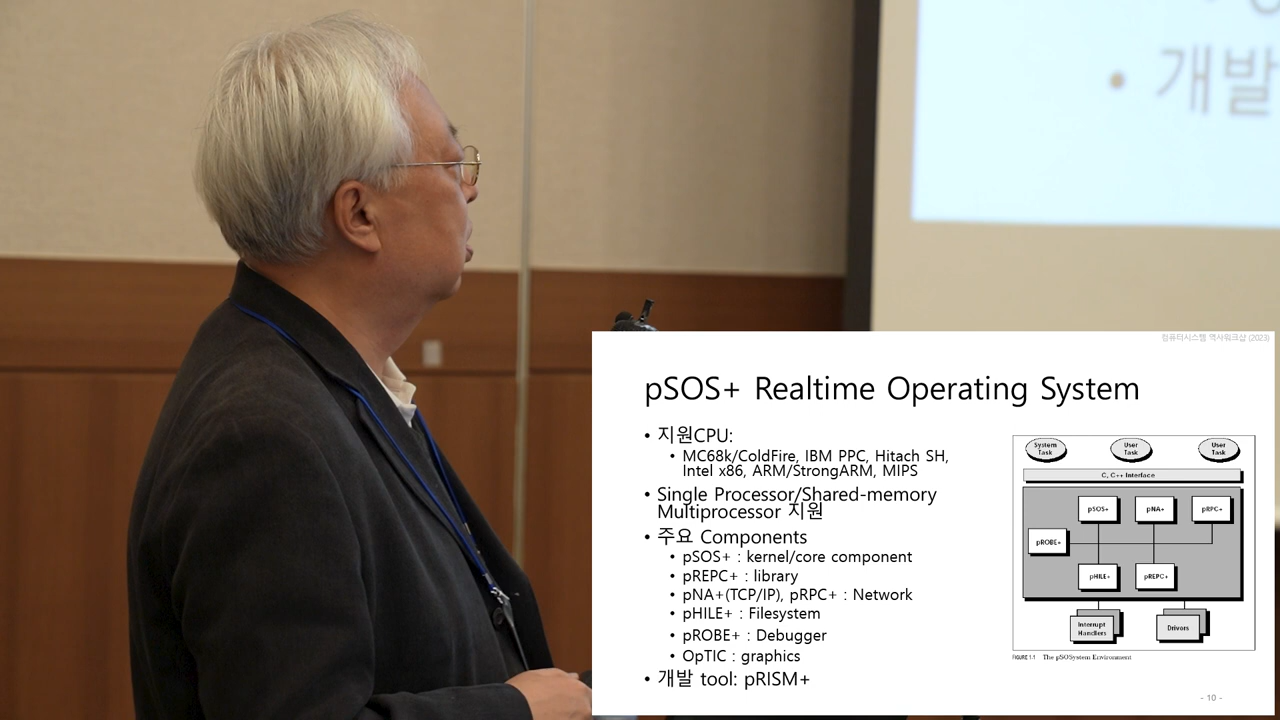 개발
컴퓨터시스템 역사워크샵 (2023)
pSOS+ Realtime Operating System
• 지원CPU:
• MC68k/ColdFire, IBM PPC, Hitach SH,
Intel x86, ARM/StrongARM, MIPS
• Single Processor/Shared-memory
Multiprocessor 지원
• 주요 Components
• pSOS+ : kernel/core component
• pREPC+ : library
• pNA+(TCP/IP), pRPC+ : Network
• pHILE+ : Filesystem
• pROBE+ : Debugger
• OpTIC : graphics
• 개발 tool: pRISM+
System
Task
User
Task
User
Task
C, C++ Interface
pSOS+
pNA+
pRPC+
pROBE+
pHILE+
pREPC+
Interrupt
Handlers
Drivers
FIGURE 1.1 The pSOSystem Environment
- 10 -